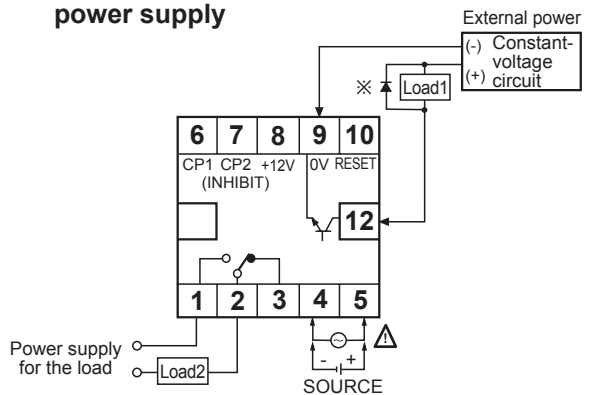 power supply
External power
(-) Constant-
voltage
(+) circuit
※ Load1
6 7 8 9 10
CP1 CP2 +12V 0V RESET
(INHIBIT)
12
1 2 3 4 5
Power supply
for the load
Load2
- +
SOURCE